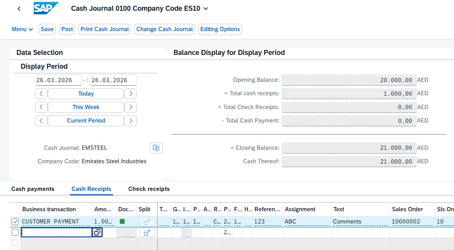 SAP Cash Journal 0100 Company Code ES10
Menu Save Post Print Cash Journal Change Cash Journal Editing Options
Data Selection
Balance Display for Display Period
Display Period
26.03.2026 - : 26.03.2026
Today
This Week
Current Period
Opening Balance: 20.000,00 AED
+ Total cash receipts: 1.000,00 AED
+ Total Check Receipts: 0,00 AED
- Total Cash Payment: 0,00 AED
Cash Journal: EMSTEEL
Company Code: Emirates Steel Industries
= Closing Balance: 21.000,00 AED
Cash Thereof: 21.000,00 AED
Cash payments Cash Receipts Check receipts
Business transaction Amo... Doc... Split T... G... I... P... A... R... P... F... H... Referen... Assignment Text Sales Order Sls Or
CUSTOMER PAYMENT 1.00... 1... 1... 1... 1... C... 2... 1... 123 ABC Comments 10000002 10
2...